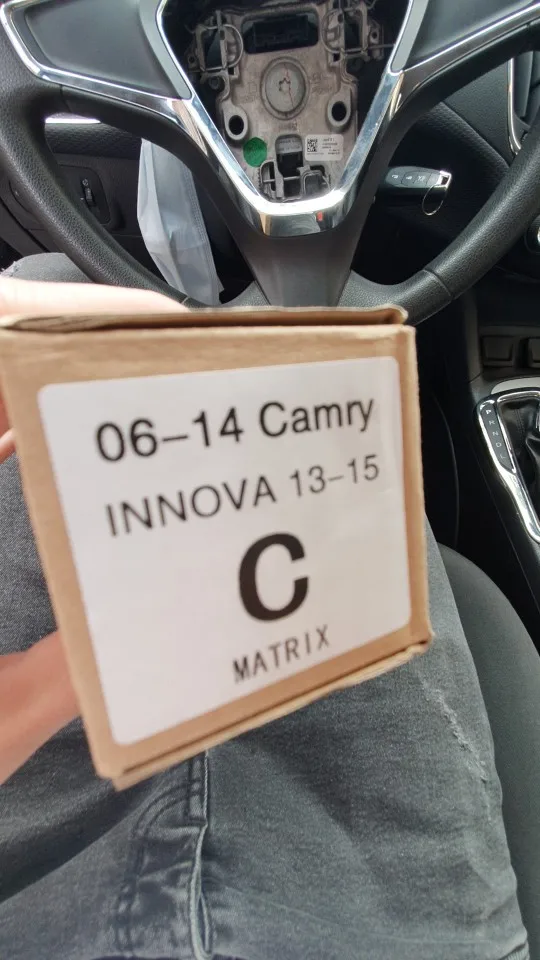 06-14 Camry
INNOVA 13-15
C
MATRIX